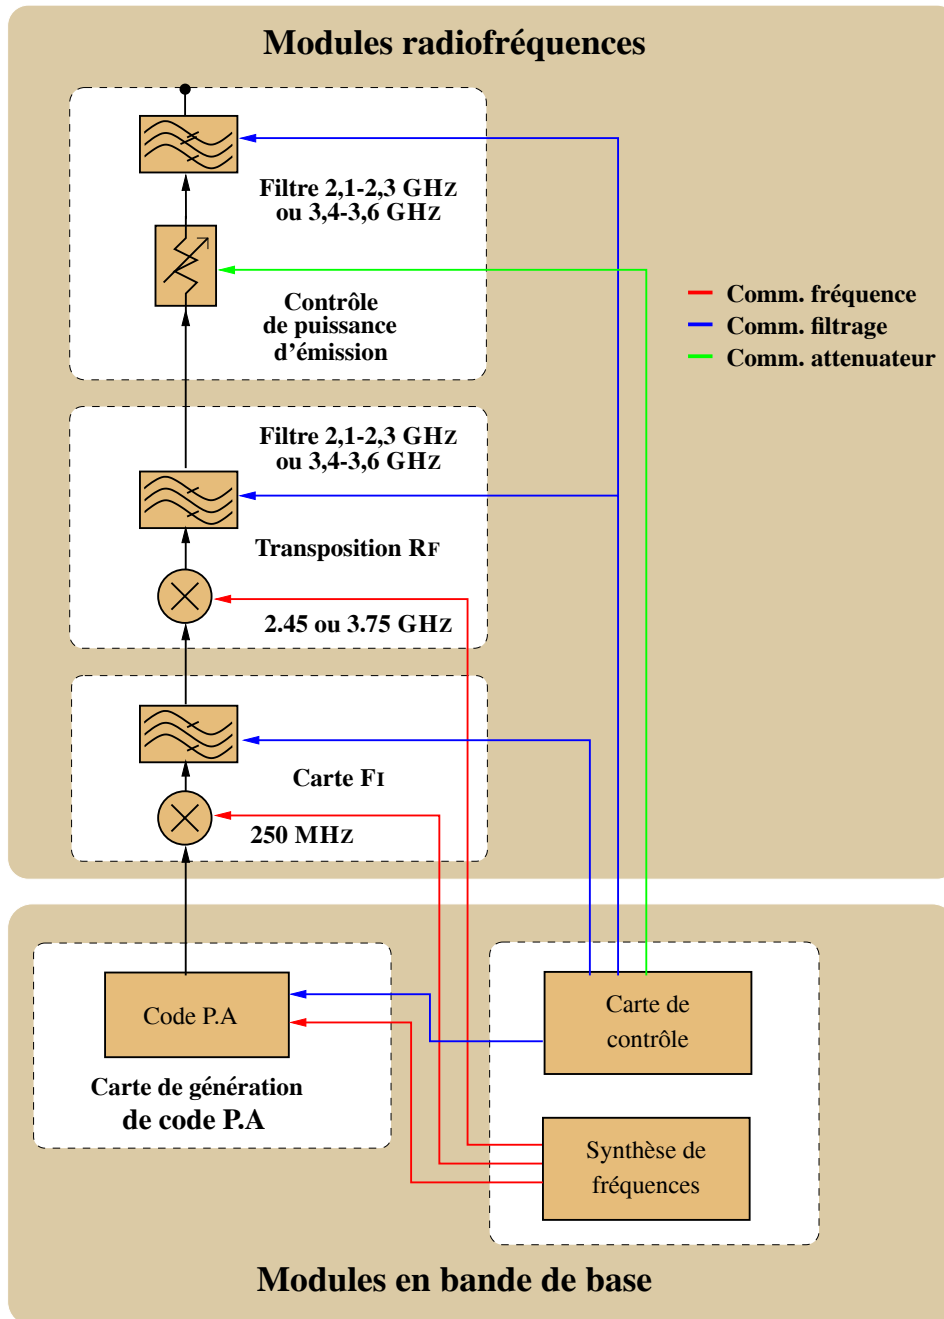 Modules radiofréquences
Filtre 2,1-2,3 GHz
ou 3,4-3,6 GHz
Contrôle
de puissance
d'émission
Comm. fréquence
Comm. filtrage
Comm. attenuateur
Filtre 2,1-2,3 GHz
ou 3,4-3,6 GHz
Transposition RF
2.45 ou 3.75 GHz
Carte FI
250 MHz
Code P.A
Carte de génération
de code P.A
Carte de
contrôle
Synthèse de
fréquences
Modules en bande de base